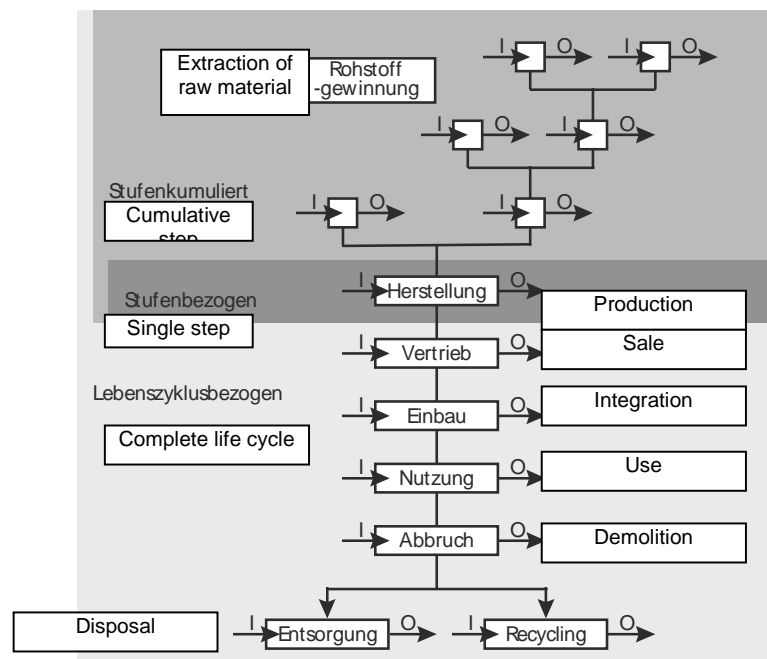 I O I O
Extraction of
raw material
Rohstoff
-gewinnung
I O I O
Stufenkumuliert
Cumulative
step
I O I O
Stufenbezogen
Single step
I Herstellung O
Production
I Vertrieb O
Sale
Lebenszyklusbezogen
Complete life cycle
I Einbau O
Integration
I Nutzung O
Use
I Abbruch O
Demolition
Disposal
I Entsorgung O
I Recycling O